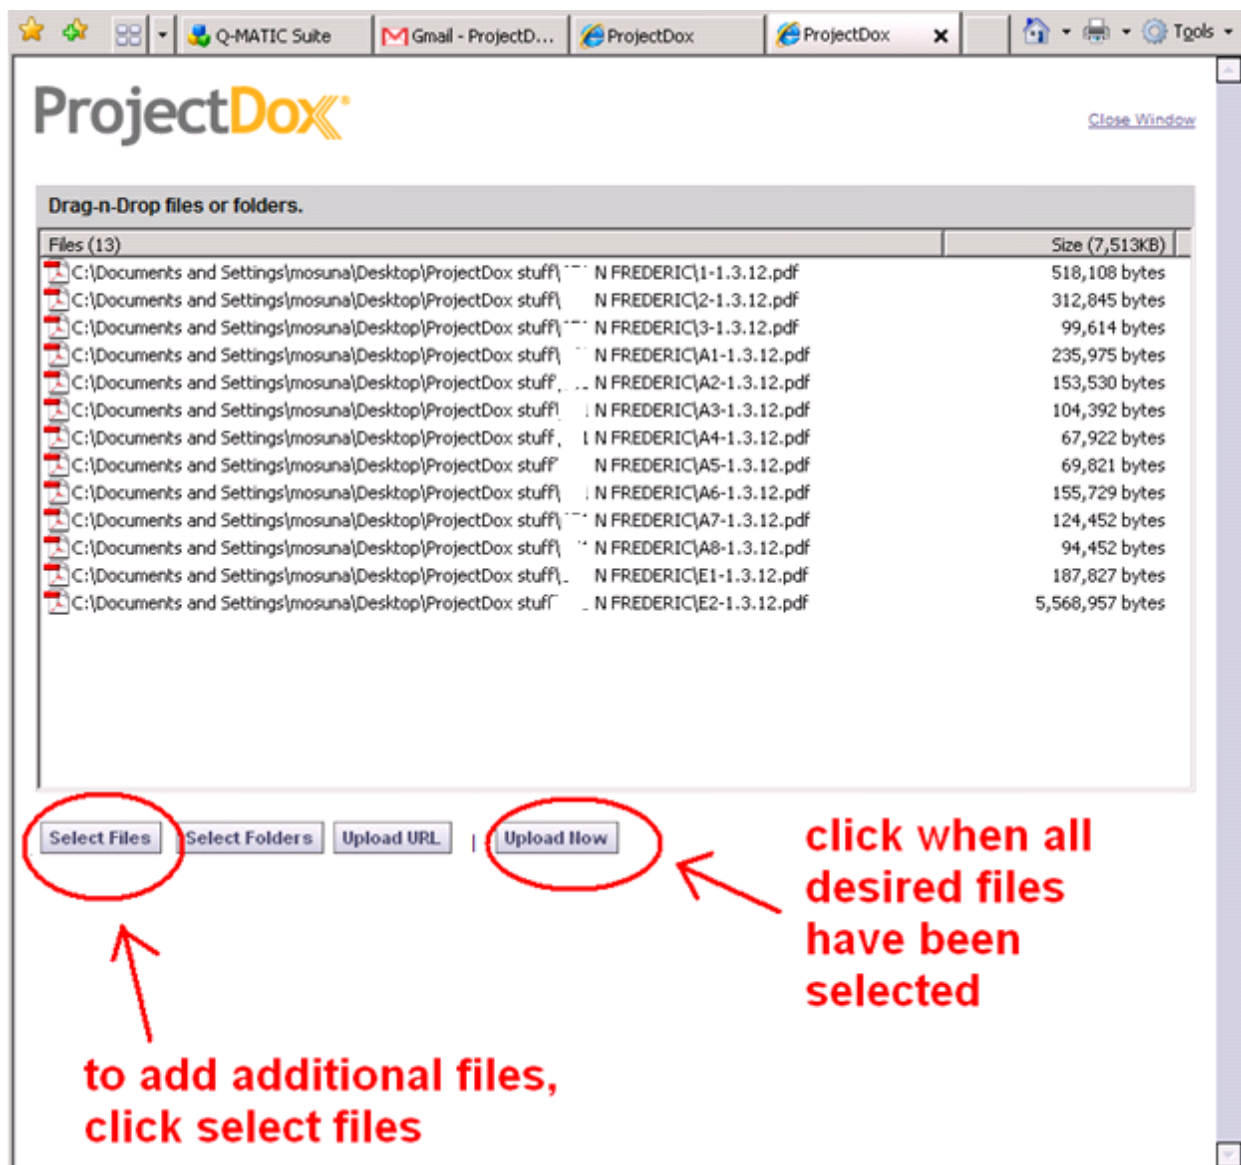 Q-MATIC Suite
Gmail - ProjectD...
ProjectDox
ProjectDox
Tools
ProjectDox®
Close Window
Drag-n-Drop files or folders.
Files (13) Size (7,513KB)
C:\Documents and Settings\mosuna\Desktop\ProjectDox stuff\ N FREDERIC\1-1.3.12.pdf 518,108 bytes
C:\Documents and Settings\mosuna\Desktop\ProjectDox stuff\ N FREDERIC\2-1.3.12.pdf 312,845 bytes
C:\Documents and Settings\mosuna\Desktop\ProjectDox stuff\ N FREDERIC\3-1.3.12.pdf 99,614 bytes
C:\Documents and Settings\mosuna\Desktop\ProjectDox stuff\ N FREDERIC\A1-1.3.12.pdf 235,975 bytes
C:\Documents and Settings\mosuna\Desktop\ProjectDox stuff N FREDERIC\A2-1.3.12.pdf 153,530 bytes
C:\Documents and Settings\mosuna\Desktop\ProjectDox stuff N FREDERIC\A3-1.3.12.pdf 104,392 bytes
C:\Documents and Settings\mosuna\Desktop\ProjectDox stuff N FREDERIC\A4-1.3.12.pdf 67,922 bytes
C:\Documents and Settings\mosuna\Desktop\ProjectDox stuff N FREDERIC\A5-1.3.12.pdf 69,821 bytes
C:\Documents and Settings\mosuna\Desktop\ProjectDox stuff\ N FREDERIC\A6-1.3.12.pdf 155,729 bytes
C:\Documents and Settings\mosuna\Desktop\ProjectDox stuff\ N FREDERIC\A7-1.3.12.pdf 124,452 bytes
C:\Documents and Settings\mosuna\Desktop\ProjectDox stuff\ N FREDERIC\A8-1.3.12.pdf 94,452 bytes
C:\Documents and Settings\mosuna\Desktop\ProjectDox stuff\ N FREDERIC\E1-1.3.12.pdf 187,827 bytes
C:\Documents and Settings\mosuna\Desktop\ProjectDox stuff N FREDERIC\E2-1.3.12.pdf 5,568,957 bytes
Select Files Select Folders Upload URL | Upload Now
click when all
desired files
have been
selected
to add additional files,
click select files